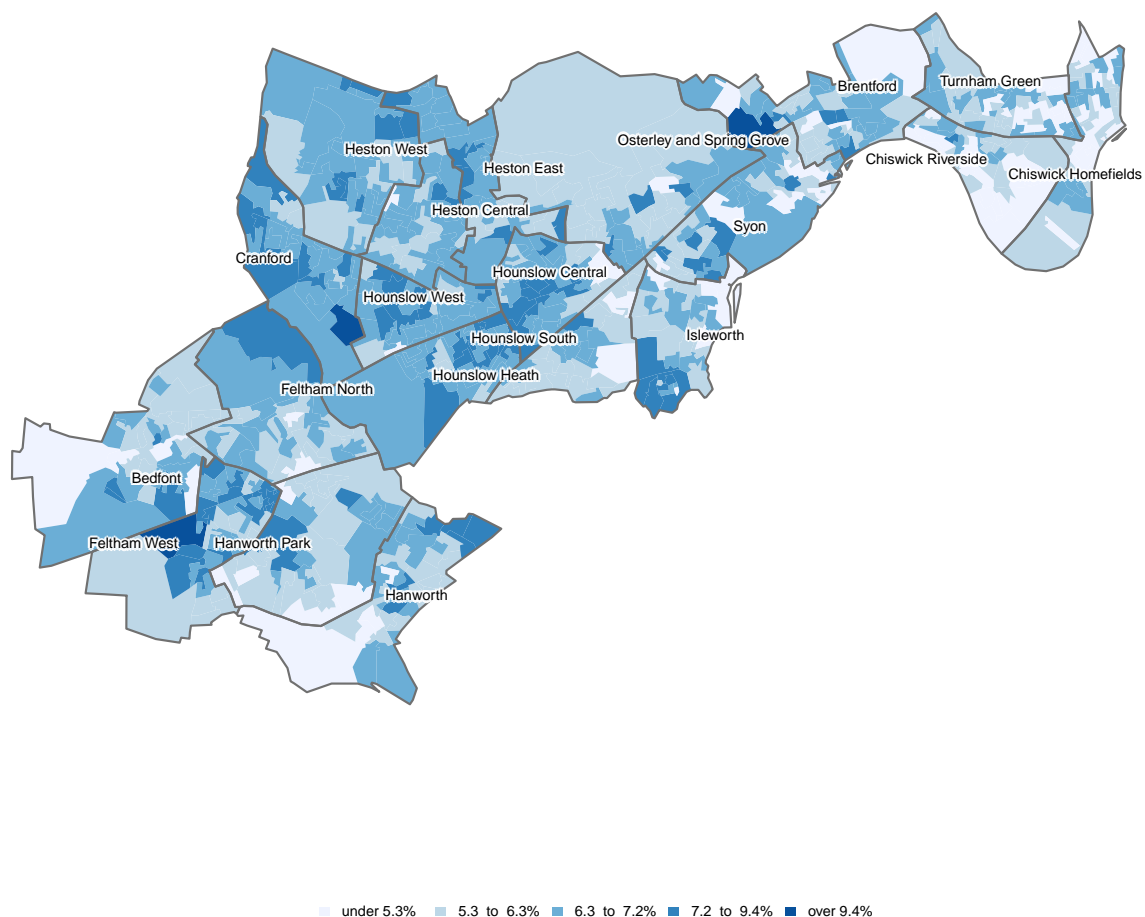 Turnham Green
Brentford
Osterley and Spring Grove
Heston West
Chiswick Riverside
Heston East
Chiswick Homefields
Heston Central
Syon
Cranford
Hounslow Central
Hounslow West
Isleworth
Hounslow South
Hounslow Heath
Feltham North
Bedfont
Feltham West
Hanworth Park
Hanworth
under 5.3% 5.3 to 6.3% 6.3 to 7.2% 7.2 to 9.4% over 9.4%